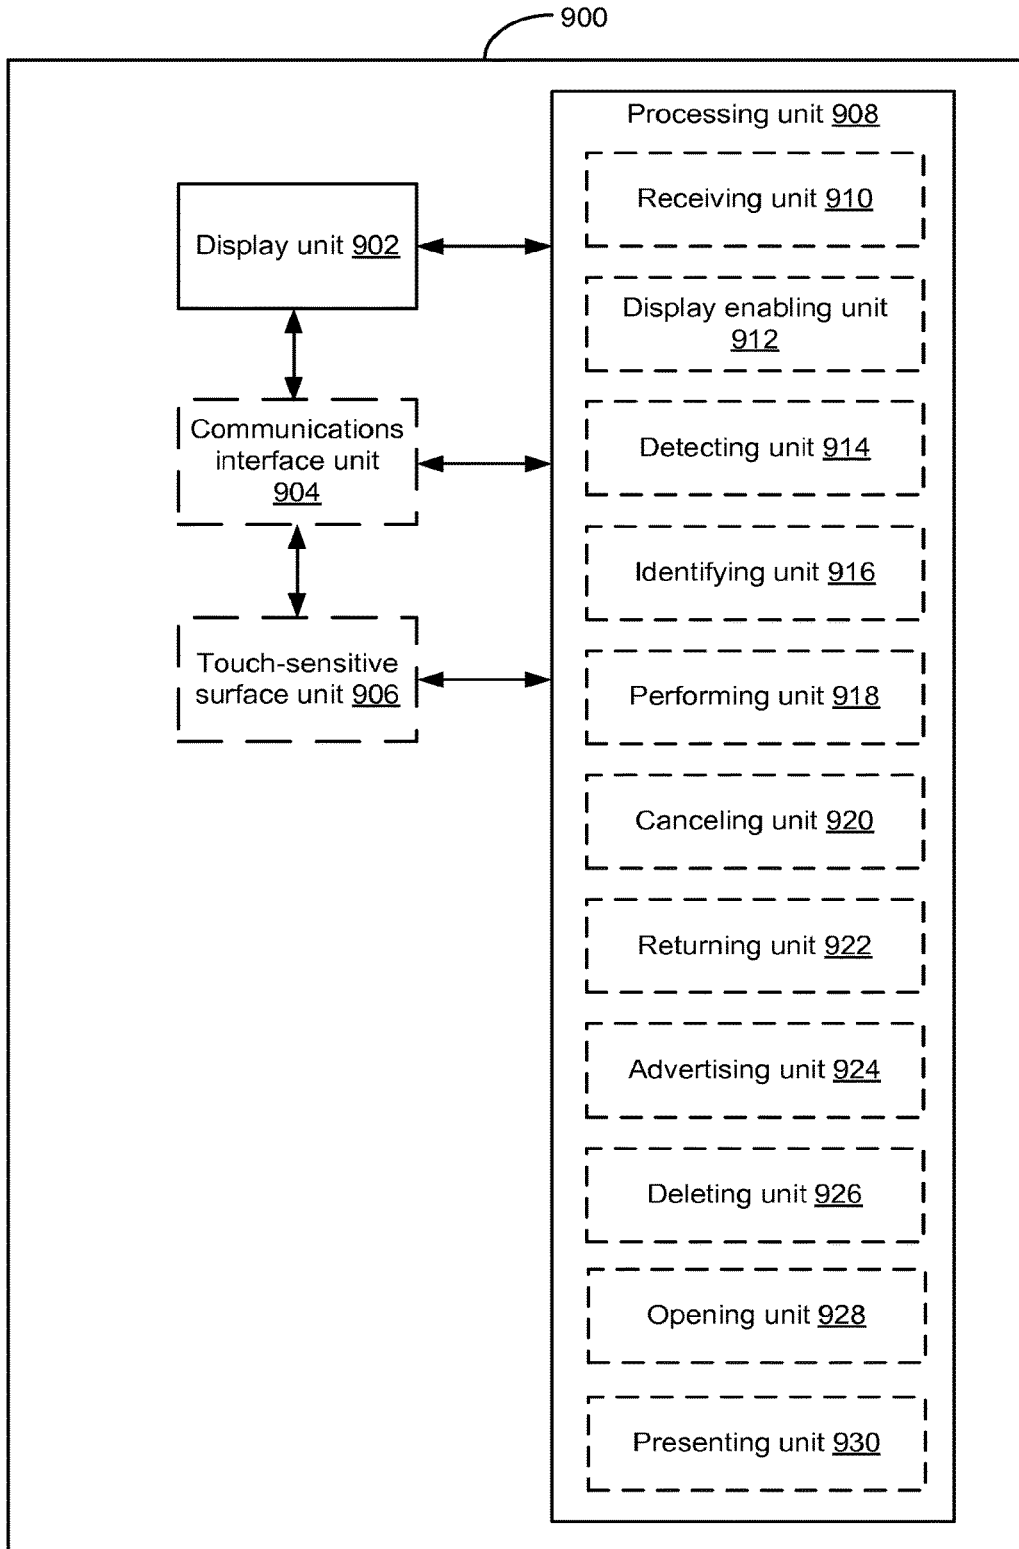 900
Processing unit 908
Receiving unit 910
Display unit 902
Display enabling unit
912
Communications
interface unit
904
Detecting unit 914
Identifying unit 916
Touch-sensitive
surface unit 906
Performing unit 918
Canceling unit 920
Returning unit 922
Advertising unit 924
Deleting unit 926
Opening unit 928
Presenting unit 930